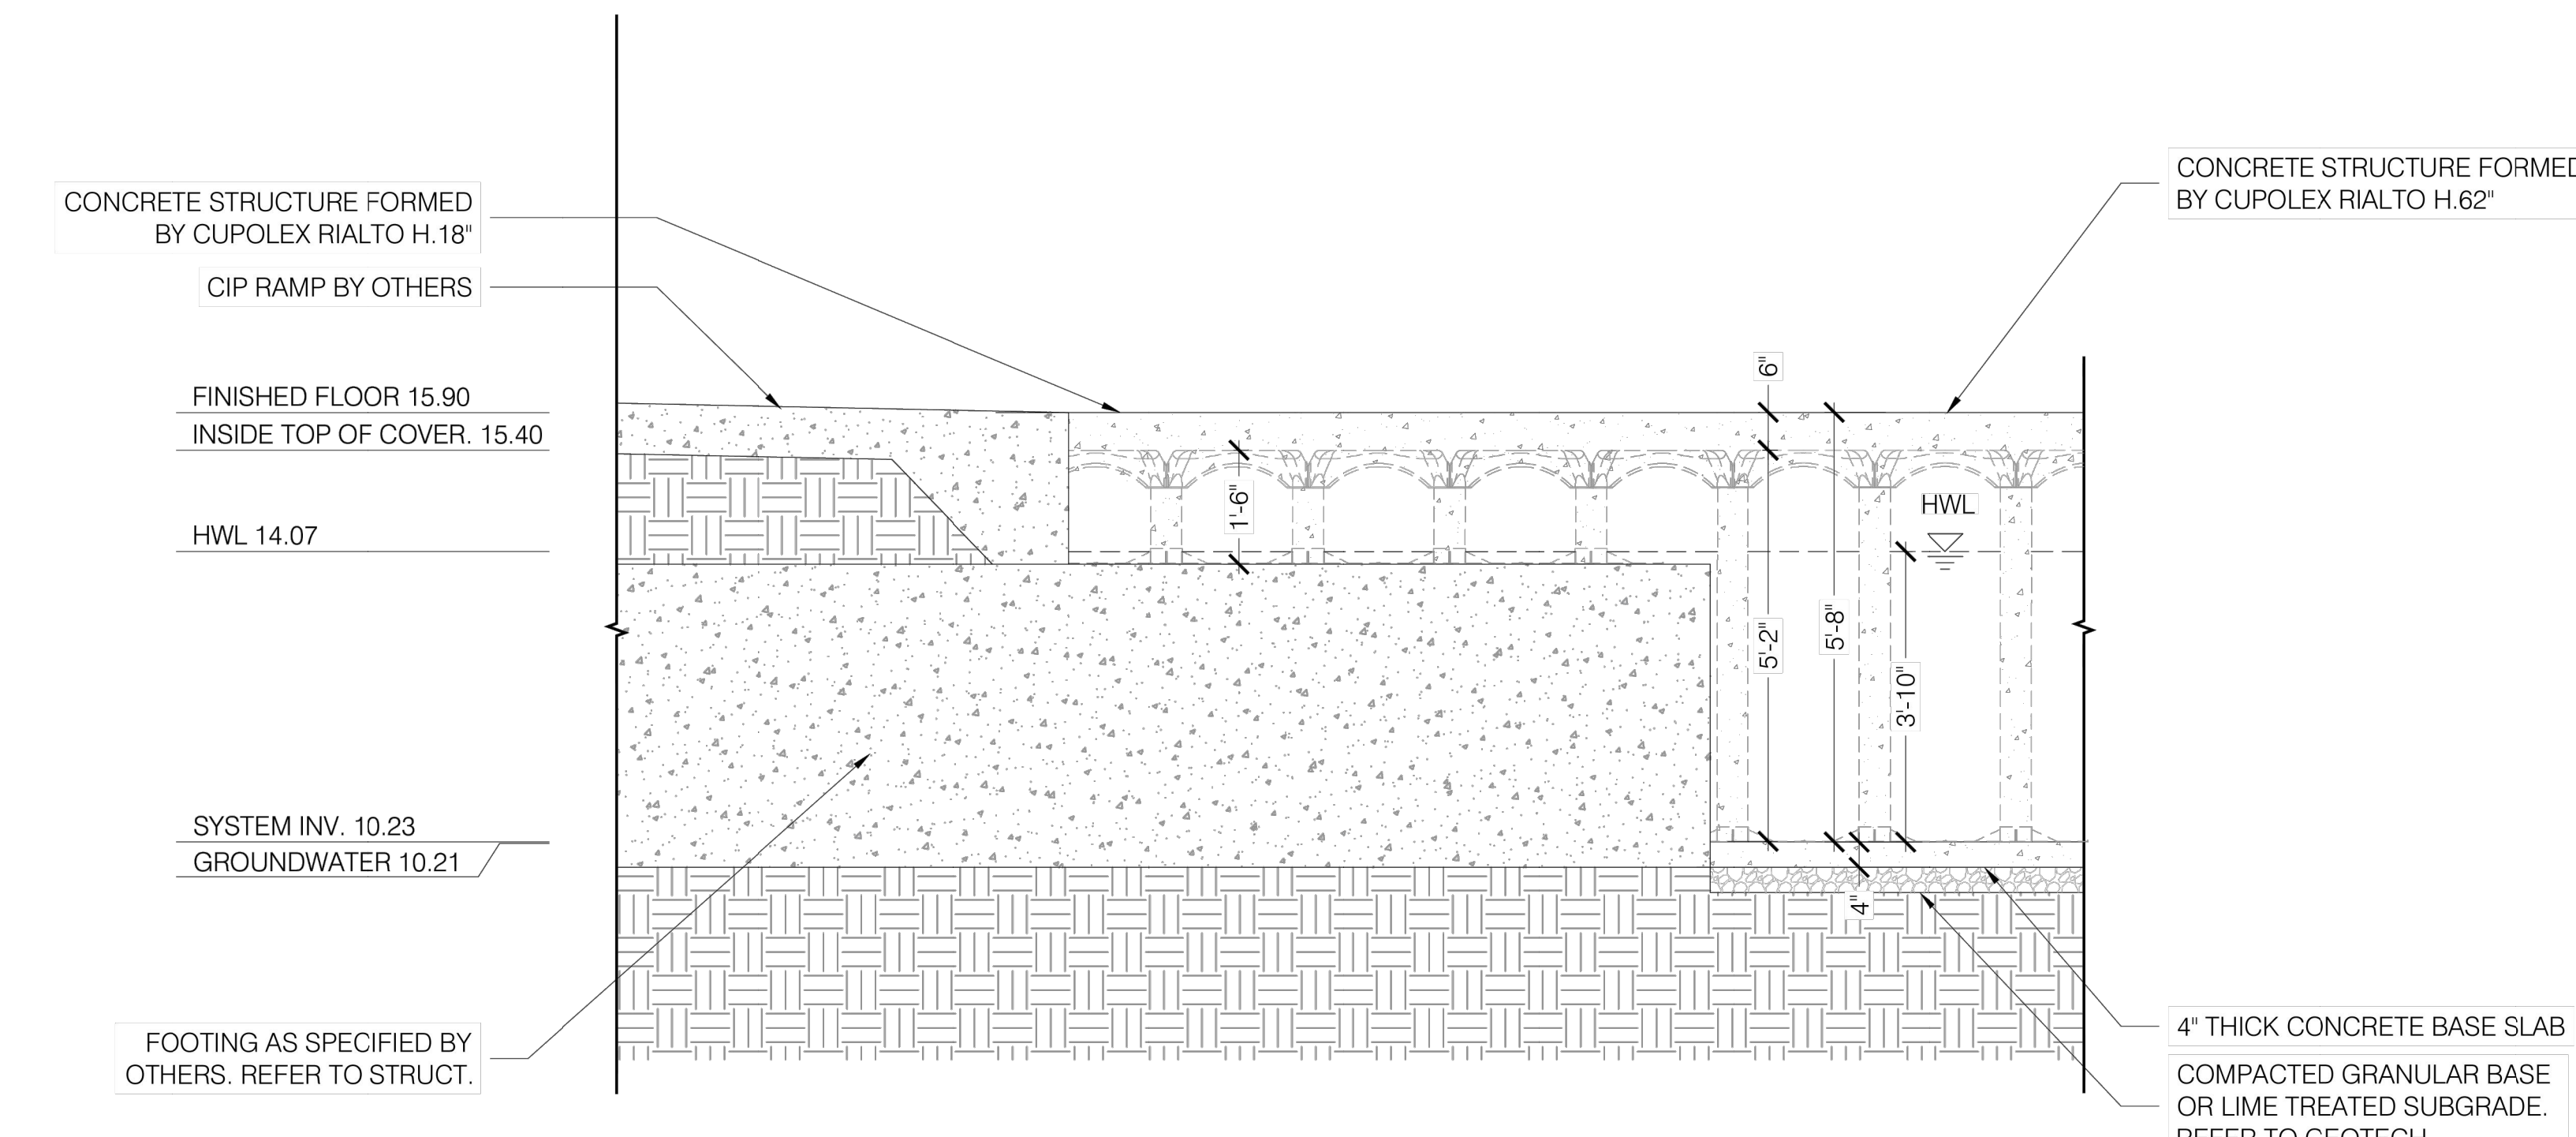 CONCRETE STRUCTURE FORMED
BY CUPOLEX RIALTO H.18"
CIP RAMP BY OTHERS
FINISHED FLOOR 15.90
INSIDE TOP OF COVER. 15.40
HWL 14.07
SYSTEM INV. 10.23
GROUNDWATER 10.21
FOOTING AS SPECIFIED BY
OTHERS. REFER TO STRUCT.
1'-6"
6"
5'-2"
5'-8"
3'-10"
4"
HWL
CONCRETE STRUCTURE FORMED
BY CUPOLEX RIALTO H.62"
4" THICK CONCRETE BASE SLAB
COMPACTED GRANULAR BASE
OR LIME TREATED SUBGRADE.
REFER TO GEOTECH